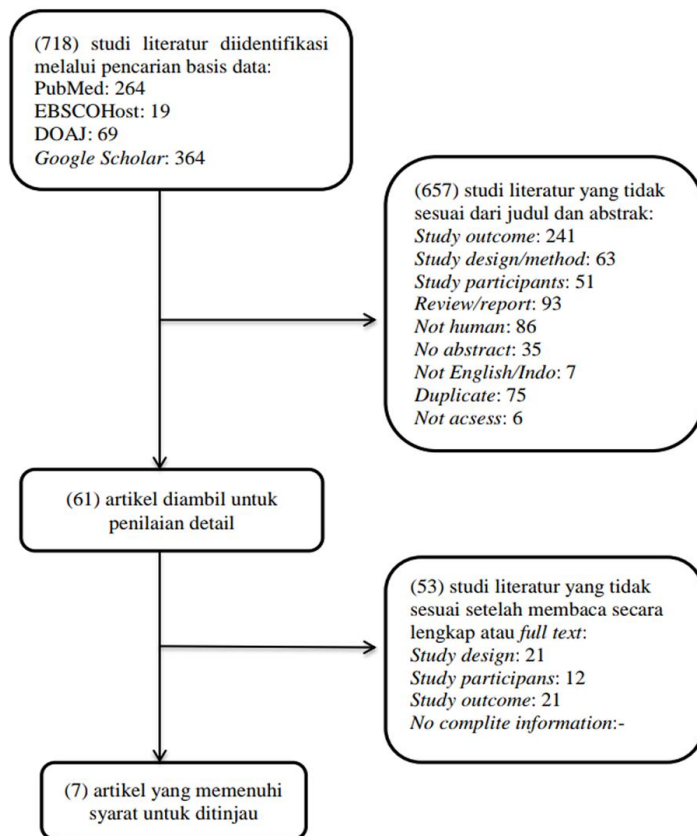 (718) studi literatur diidentifikasi
melalui pencarian basis data:
PubMed: 264
EBSCOHost: 19
DOAJ: 69
Google Scholar: 364
(657) studi literatur yang tidak
sesuai dari judul dan abstrak:
Study outcome: 241
Study design/method: 63
Study participants: 51
Review/report: 93
Not human: 86
No abstract: 35
Not English/Indo: 7
Duplicate: 75
Not acsess: 6
(61) artikel diambil untuk
penilaian detail
(53) studi literatur yang tidak
sesuai setelah membaca secara
lengkap atau full text:
Study design: 21
Study participans: 12
Study outcome: 21
No complite information:-
(7) artikel yang memenuhi
syarat untuk ditinjau